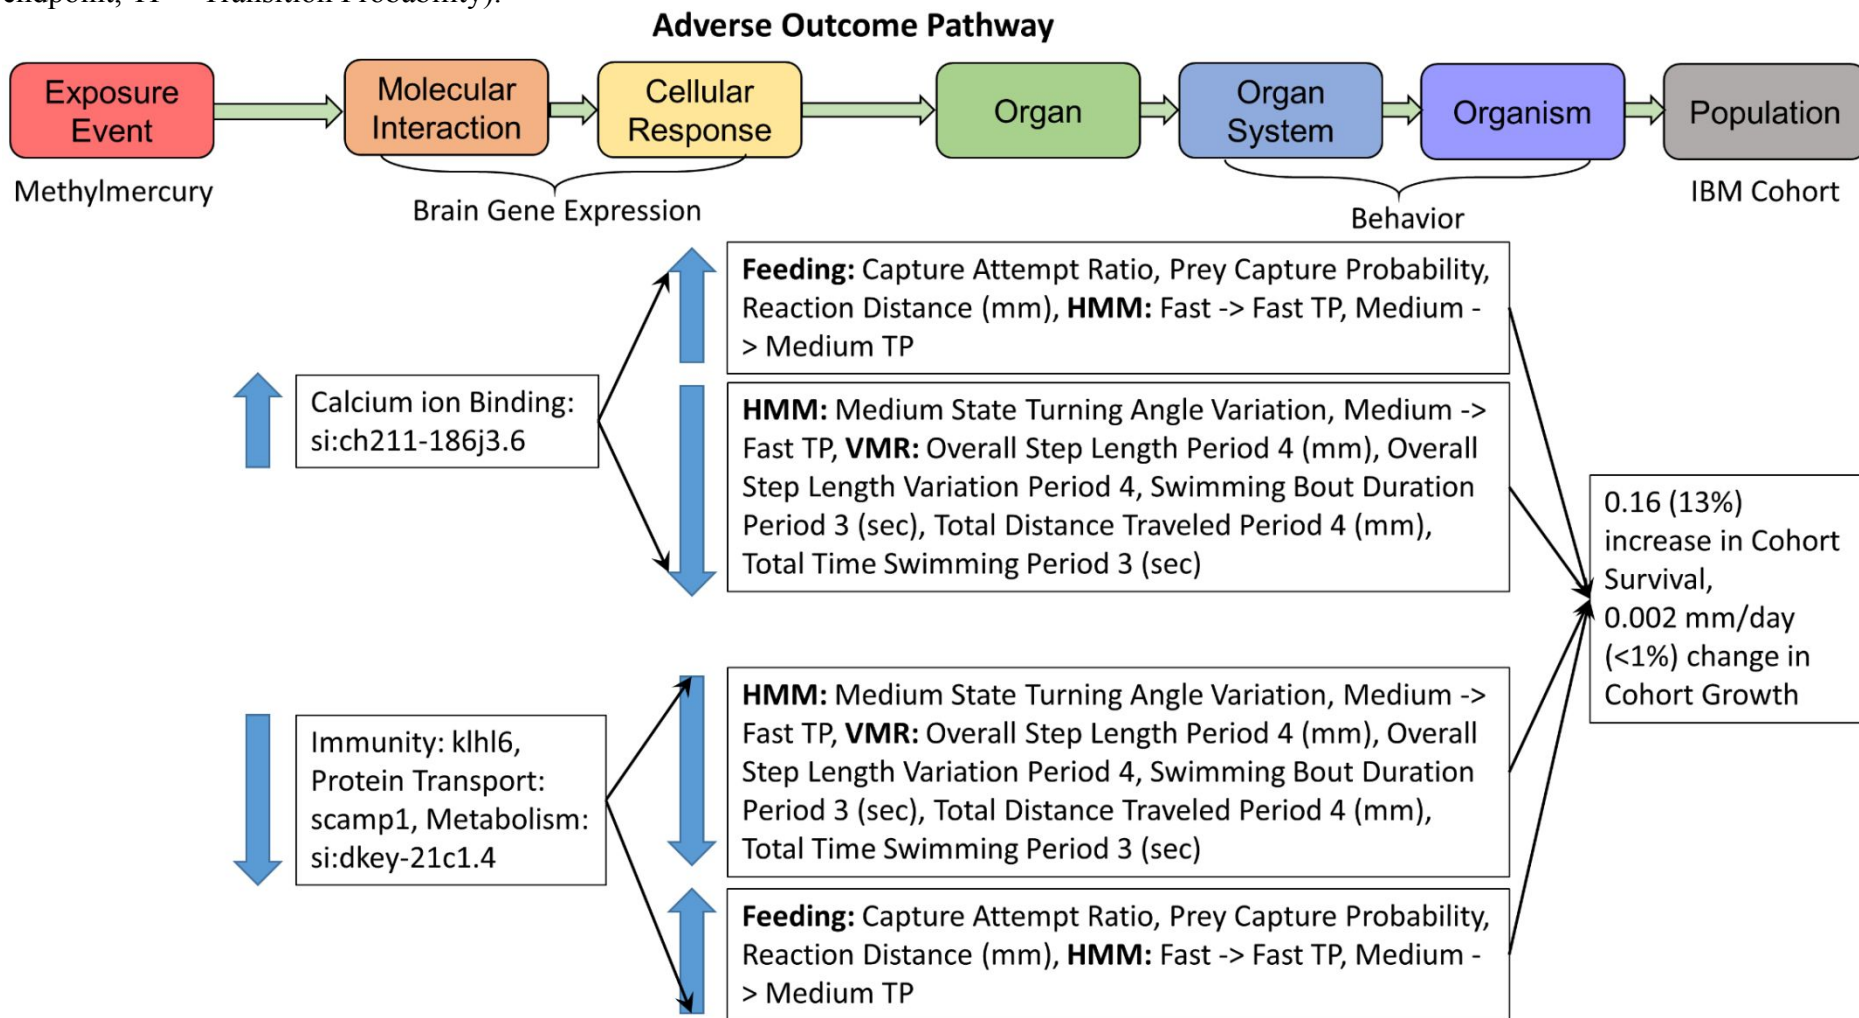 endpoint; TP = Transition Probability).
Adverse Outcome Pathway
Exposure
Event
Molecular
Interaction
Cellular
Response
Organ
Organ
System
Organism
Population
Methylmercury
Brain Gene Expression
Behavior
IBM Cohort
Feeding: Capture Attempt Ratio, Prey Capture Probability,
Reaction Distance (mm), HMM: Fast -> Fast TP, Medium -
> Medium TP
Calcium ion Binding:
si:ch211-186j3.6
HMM: Medium State Turning Angle Variation, Medium ->
Fast TP, VMR: Overall Step Length Period 4 (mm), Overall
Step Length Variation Period 4, Swimming Bout Duration
Period 3 (sec), Total Distance Traveled Period 4 (mm),
Total Time Swimming Period 3 (sec)
0.16 (13%)
increase in Cohort
Survival,
0.002 mm/day
(<1%) change in
Cohort Growth
Immunity: klhl6,
Protein Transport:
scamp1, Metabolism:
si:dkey-21c1.4
HMM: Medium State Turning Angle Variation, Medium ->
Fast TP, VMR: Overall Step Length Period 4 (mm), Overall
Step Length Variation Period 4, Swimming Bout Duration
Period 3 (sec), Total Distance Traveled Period 4 (mm),
Total Time Swimming Period 3 (sec)
Feeding: Capture Attempt Ratio, Prey Capture Probability,
Reaction Distance (mm), HMM: Fast -> Fast TP, Medium -
> Medium TP